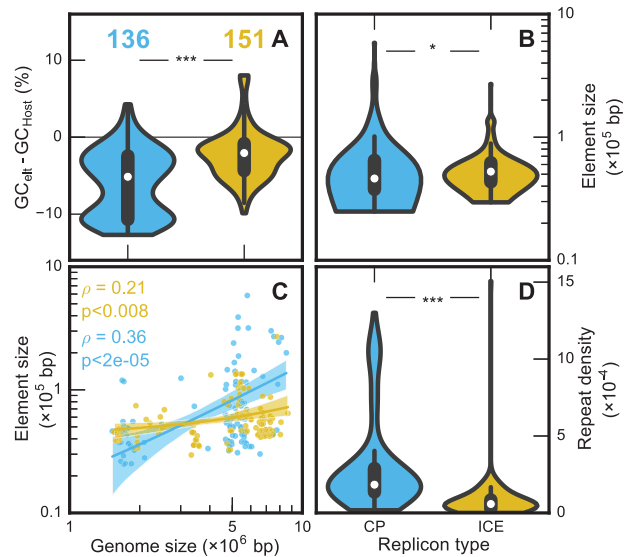 136 151 A
***
GC_elt - GC_Host (%)
10
0
−10
B
*
Element size
(×10^5 bp)
10
1
0.1
C
ρ = 0.21
p<0.008
ρ = 0.36
p<2e-05
Element size
(×10^5 bp)
10
1
0.1
1 5 10
Genome size (×10^6 bp)
D
***
Repeat density
(×10^-4)
15
10
5
0
CP ICE
Replicon type